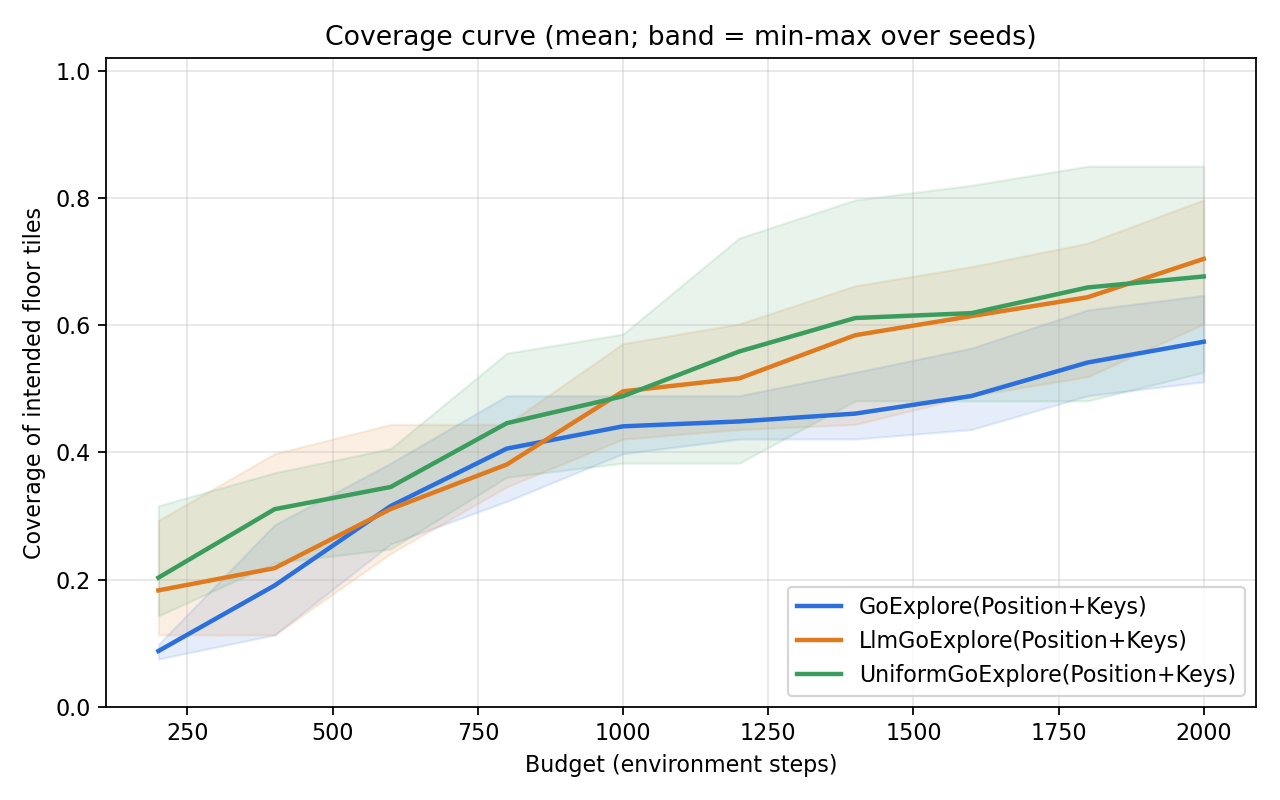 Coverage curve (mean; band = min-max over seeds)
Coverage of intended floor tiles
1.0
0.8
0.6
0.4
0.2
0.0
GoExplore(Position+Keys)
LlmGoExplore(Position+Keys)
UniformGoExplore(Position+Keys)
250 500 750 1000 1250 1500 1750 2000
Budget (environment steps)